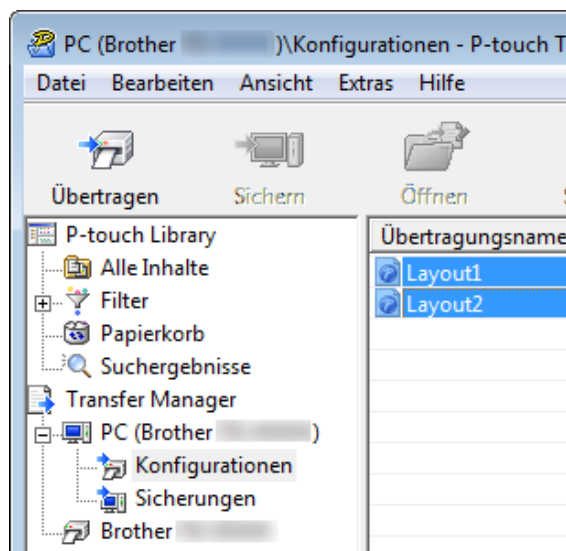 PC (Brother )\Konfigurationen - P-touch T
Datei Bearbeiten Ansicht Extras Hilfe
Übertragen Sichern Öffnen
P-touch Library
Alle Inhalte
Filter
Papierkorb
Suchergebnisse
Transfer Manager
PC (Brother )
Konfigurationen
Sicherungen
Brother
Übertragungsname
Layout1
Layout2